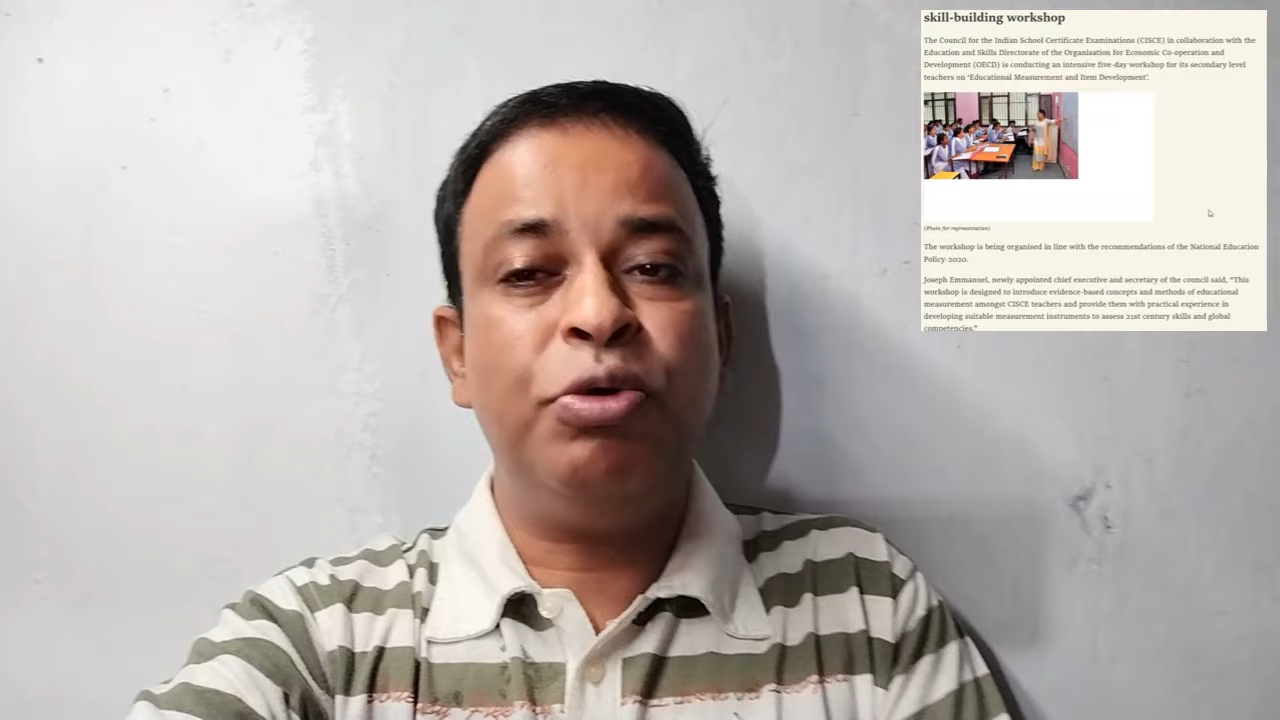 skill-building workshop
The Council for the Indian School Certificate Examinations (CISCE) in collaboration with the
Education and Skills Directorate of the Organisation for Economic Co-operation and
Development (OECD) is conducting an intensive five-day workshop for its secondary level
teachers on ‘Educational Measurement and Item Development’.
(Photo for representation)
The workshop is being organised in line with the recommendations of the National Education
Policy-2020.
Joseph Emmanuel, newly appointed chief executive and secretary of the council said, “This
workshop is designed to introduce evidence-based concepts and methods of educational
measurement amongst CISCE teachers and provide them with practical experience in
developing suitable measurement instruments to assess 21st century skills and global
competencies.”